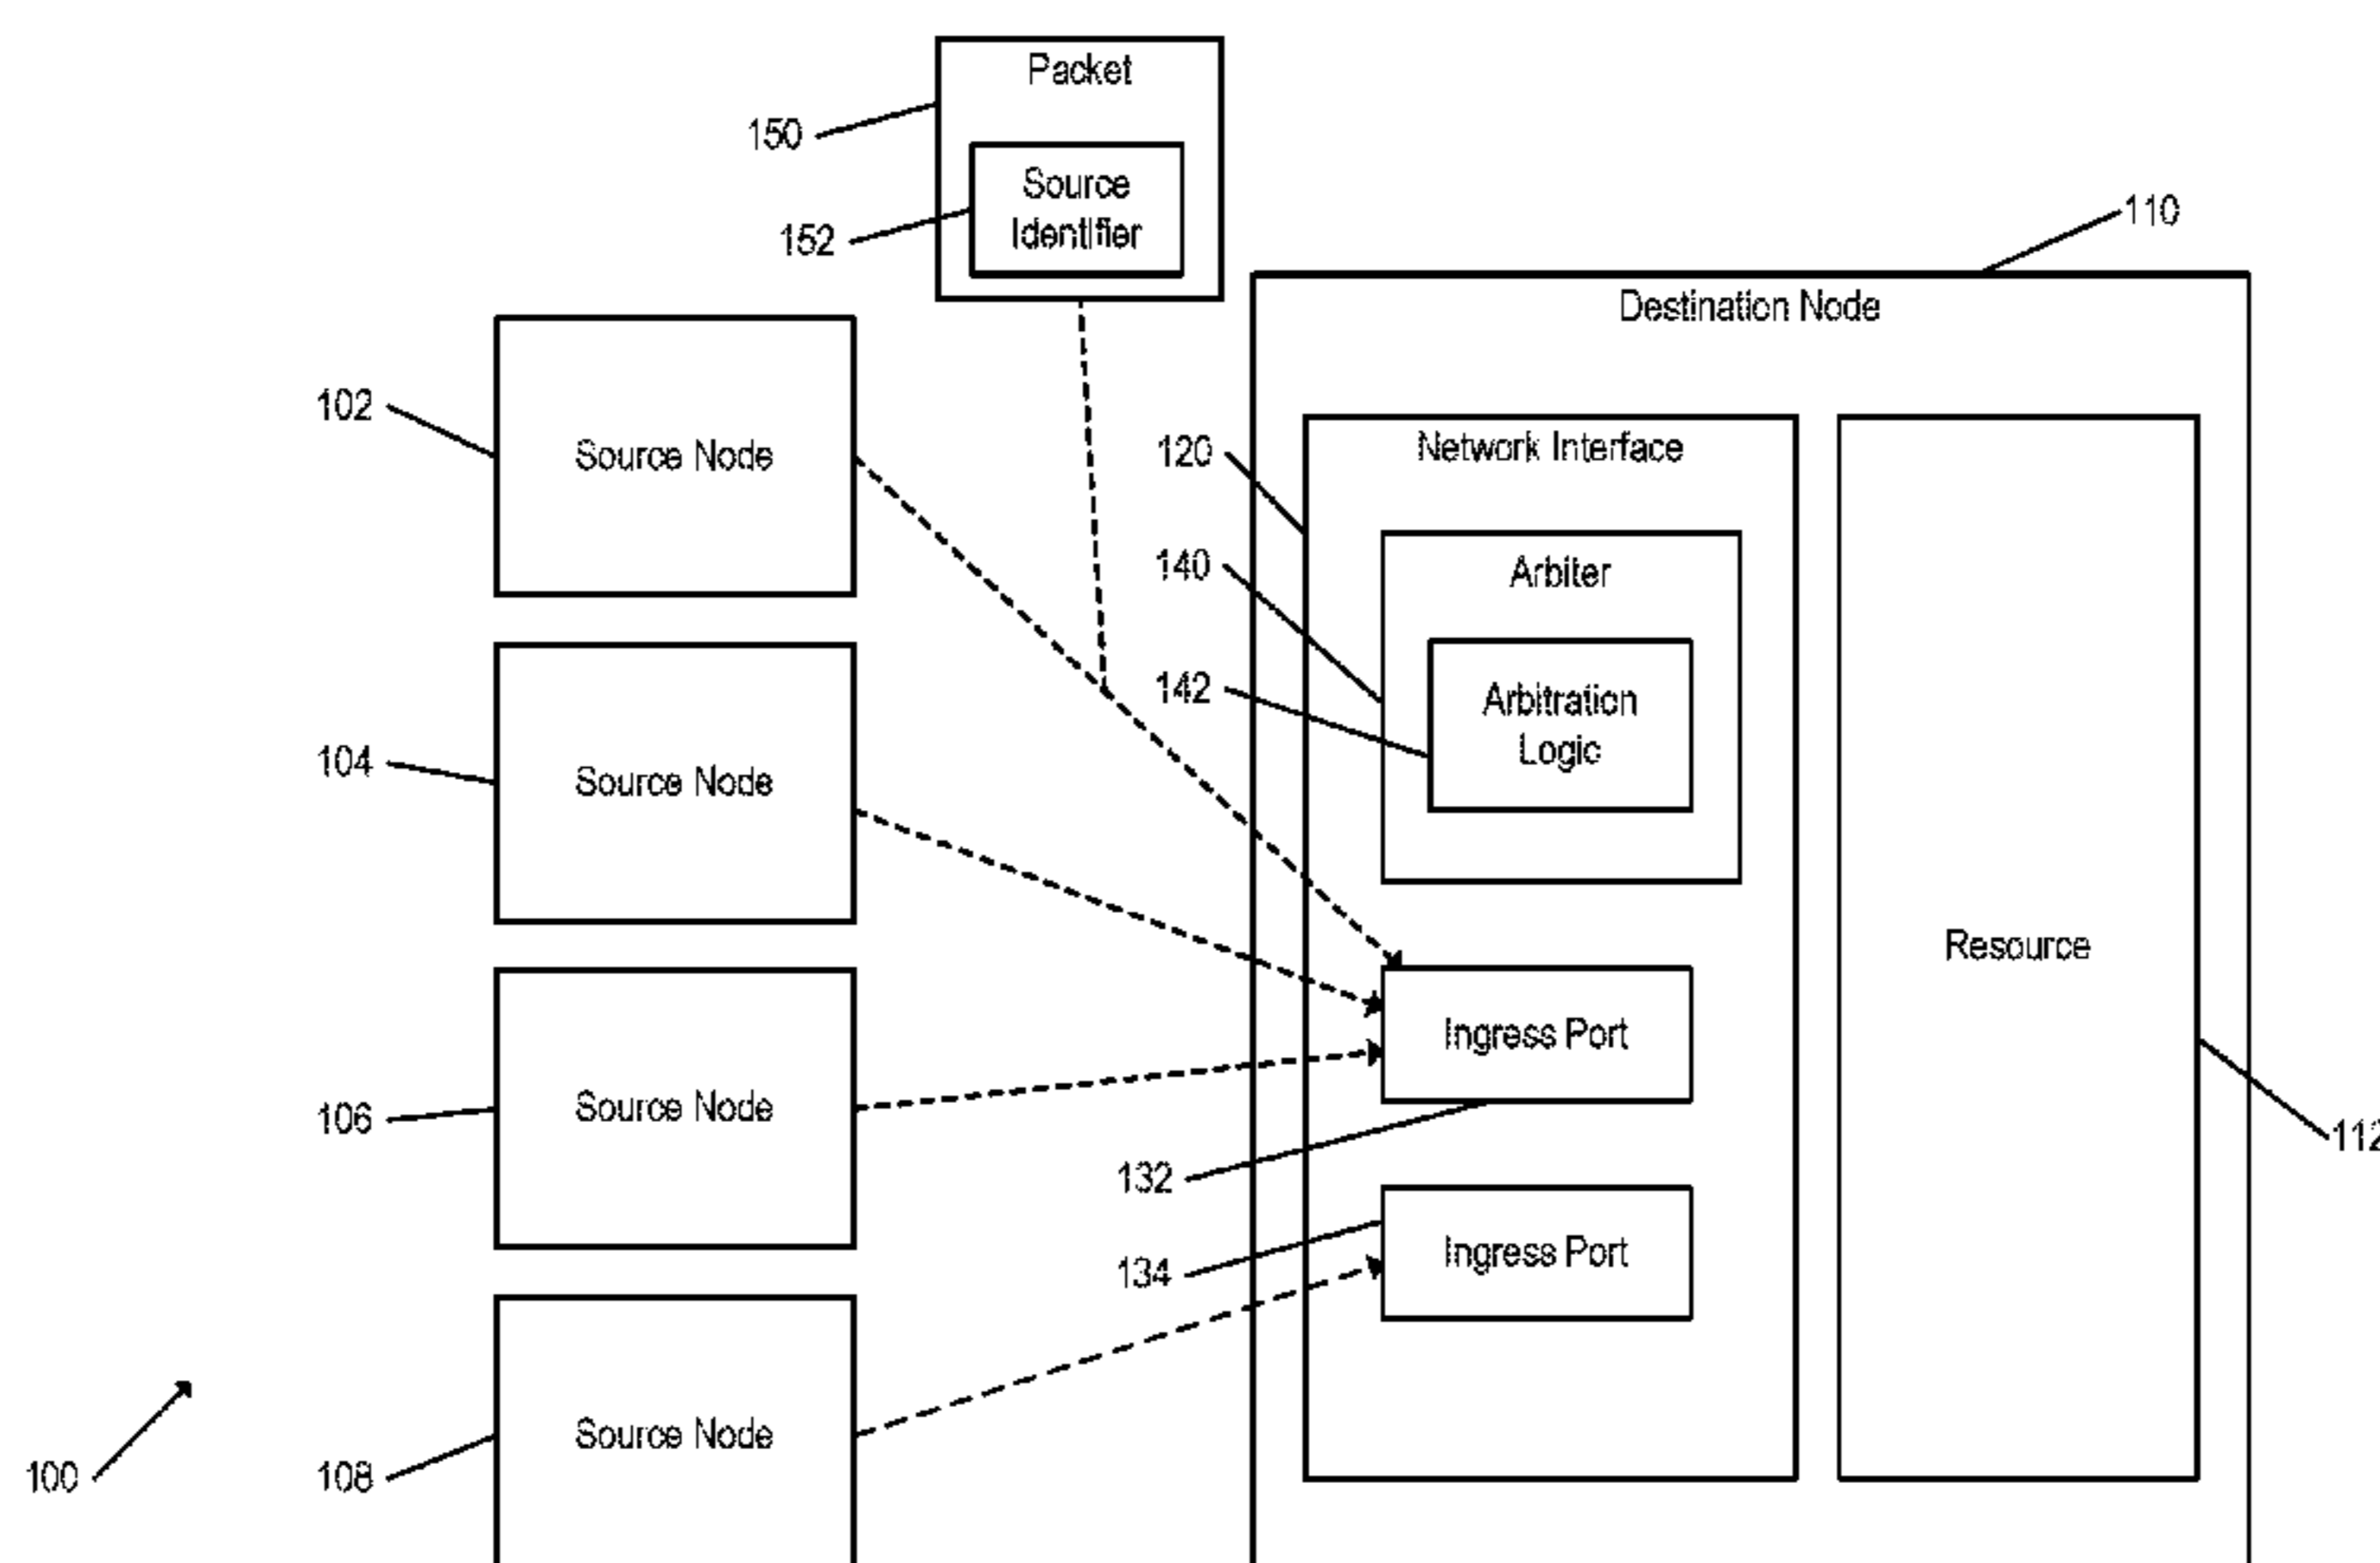 Packet
150
Source
Identifier
152
110
Destination Node
102
Source Node
120
Network Interface
140
Arbiter
142
Arbitration
Logic
104
Source Node
Resource
Ingress Port
106
Source Node
112
132
134
Ingress Port
100
108
Source Node